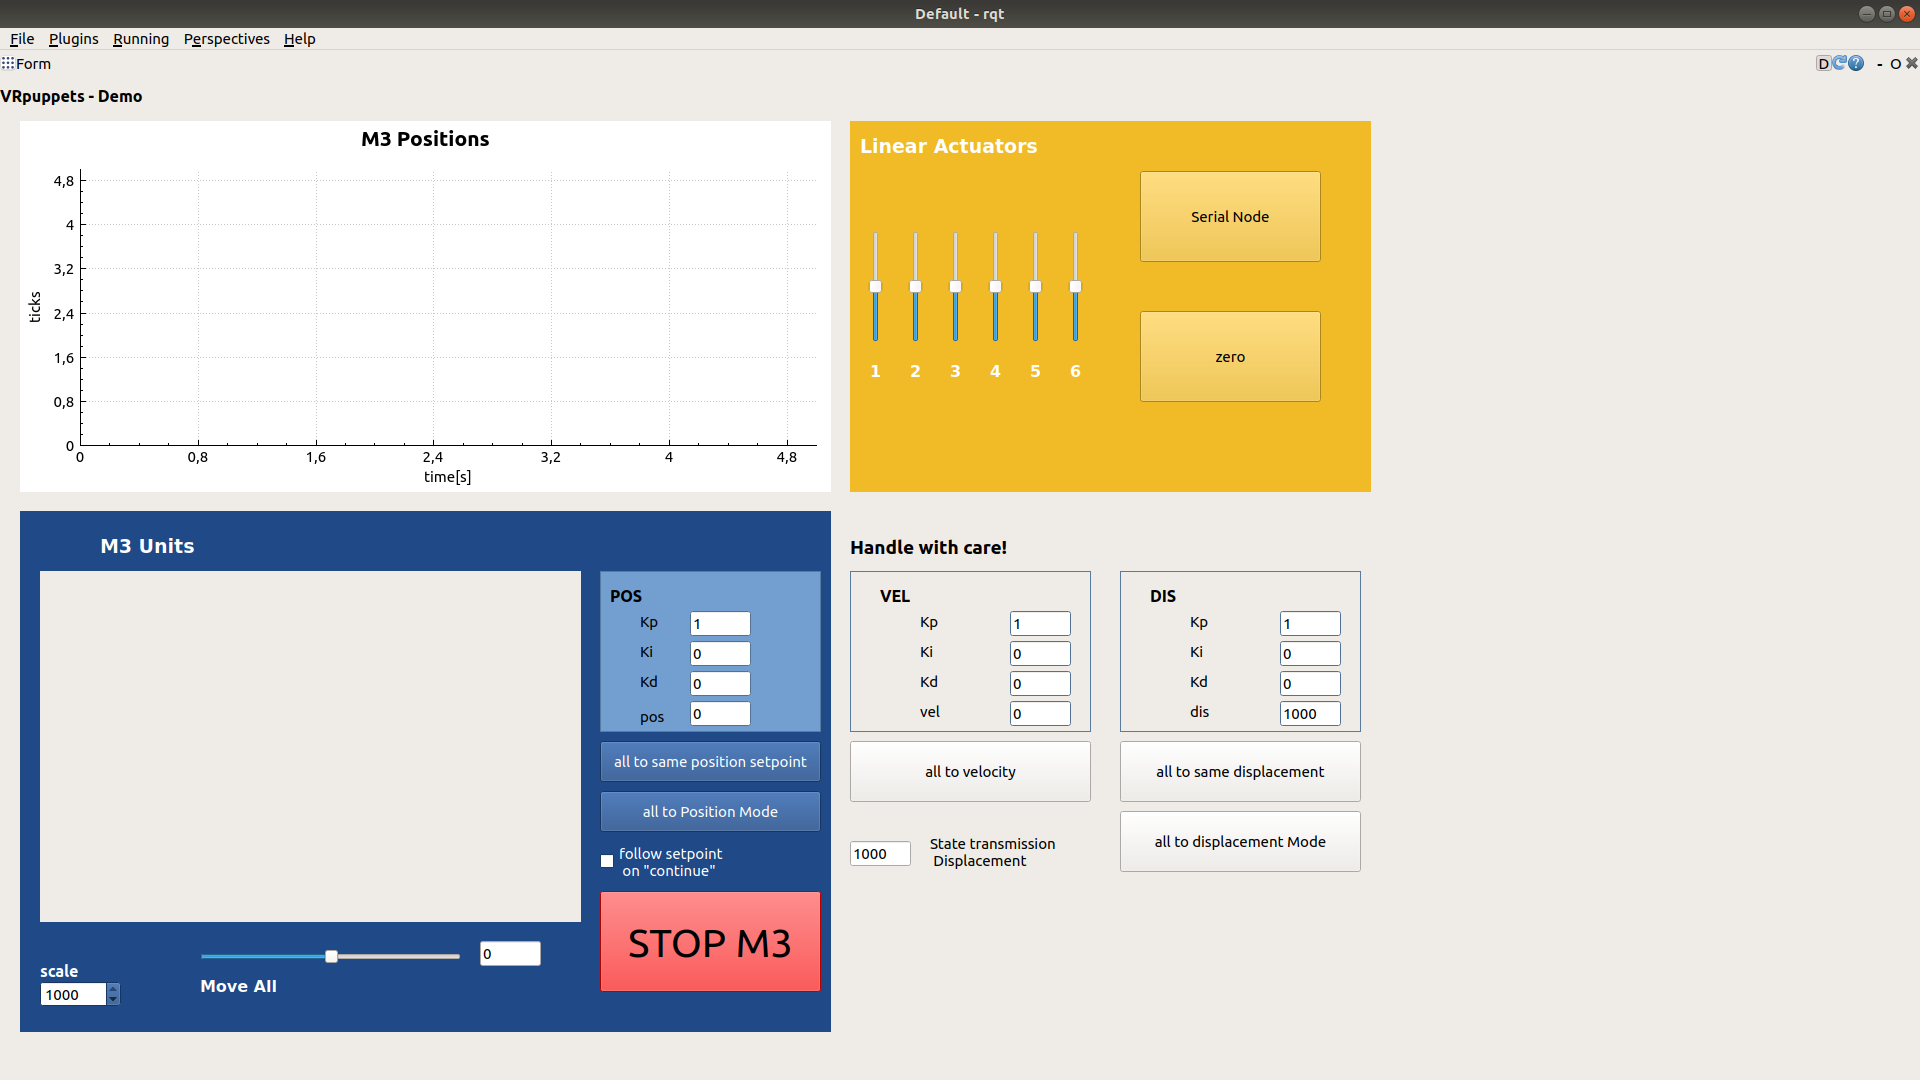 Default - rqt
File Plugins Running Perspectives Help
Form
D ? - O
VRpuppets - Demo
M3 Positions
4,8
4
3,2
2,4
1,6
0,8
0
ticks
0 0,8 1,6 2,4 3,2 4 4,8
time[s]
Linear Actuators
Serial Node
zero
1 2 3 4 5 6
M3 Units
POS
Kp 1
Ki 0
Kd 0
pos 0
all to same position setpoint
all to Position Mode
follow setpoint
on "continue"
STOP M3
scale
1000
0
Move All
Handle with care!
VEL
Kp 1
Ki 0
Kd 0
vel 0
all to velocity
1000
State transmission
Displacement
DIS
Kp 1
Ki 0
Kd 0
dis 1000
all to same displacement
all to displacement Mode